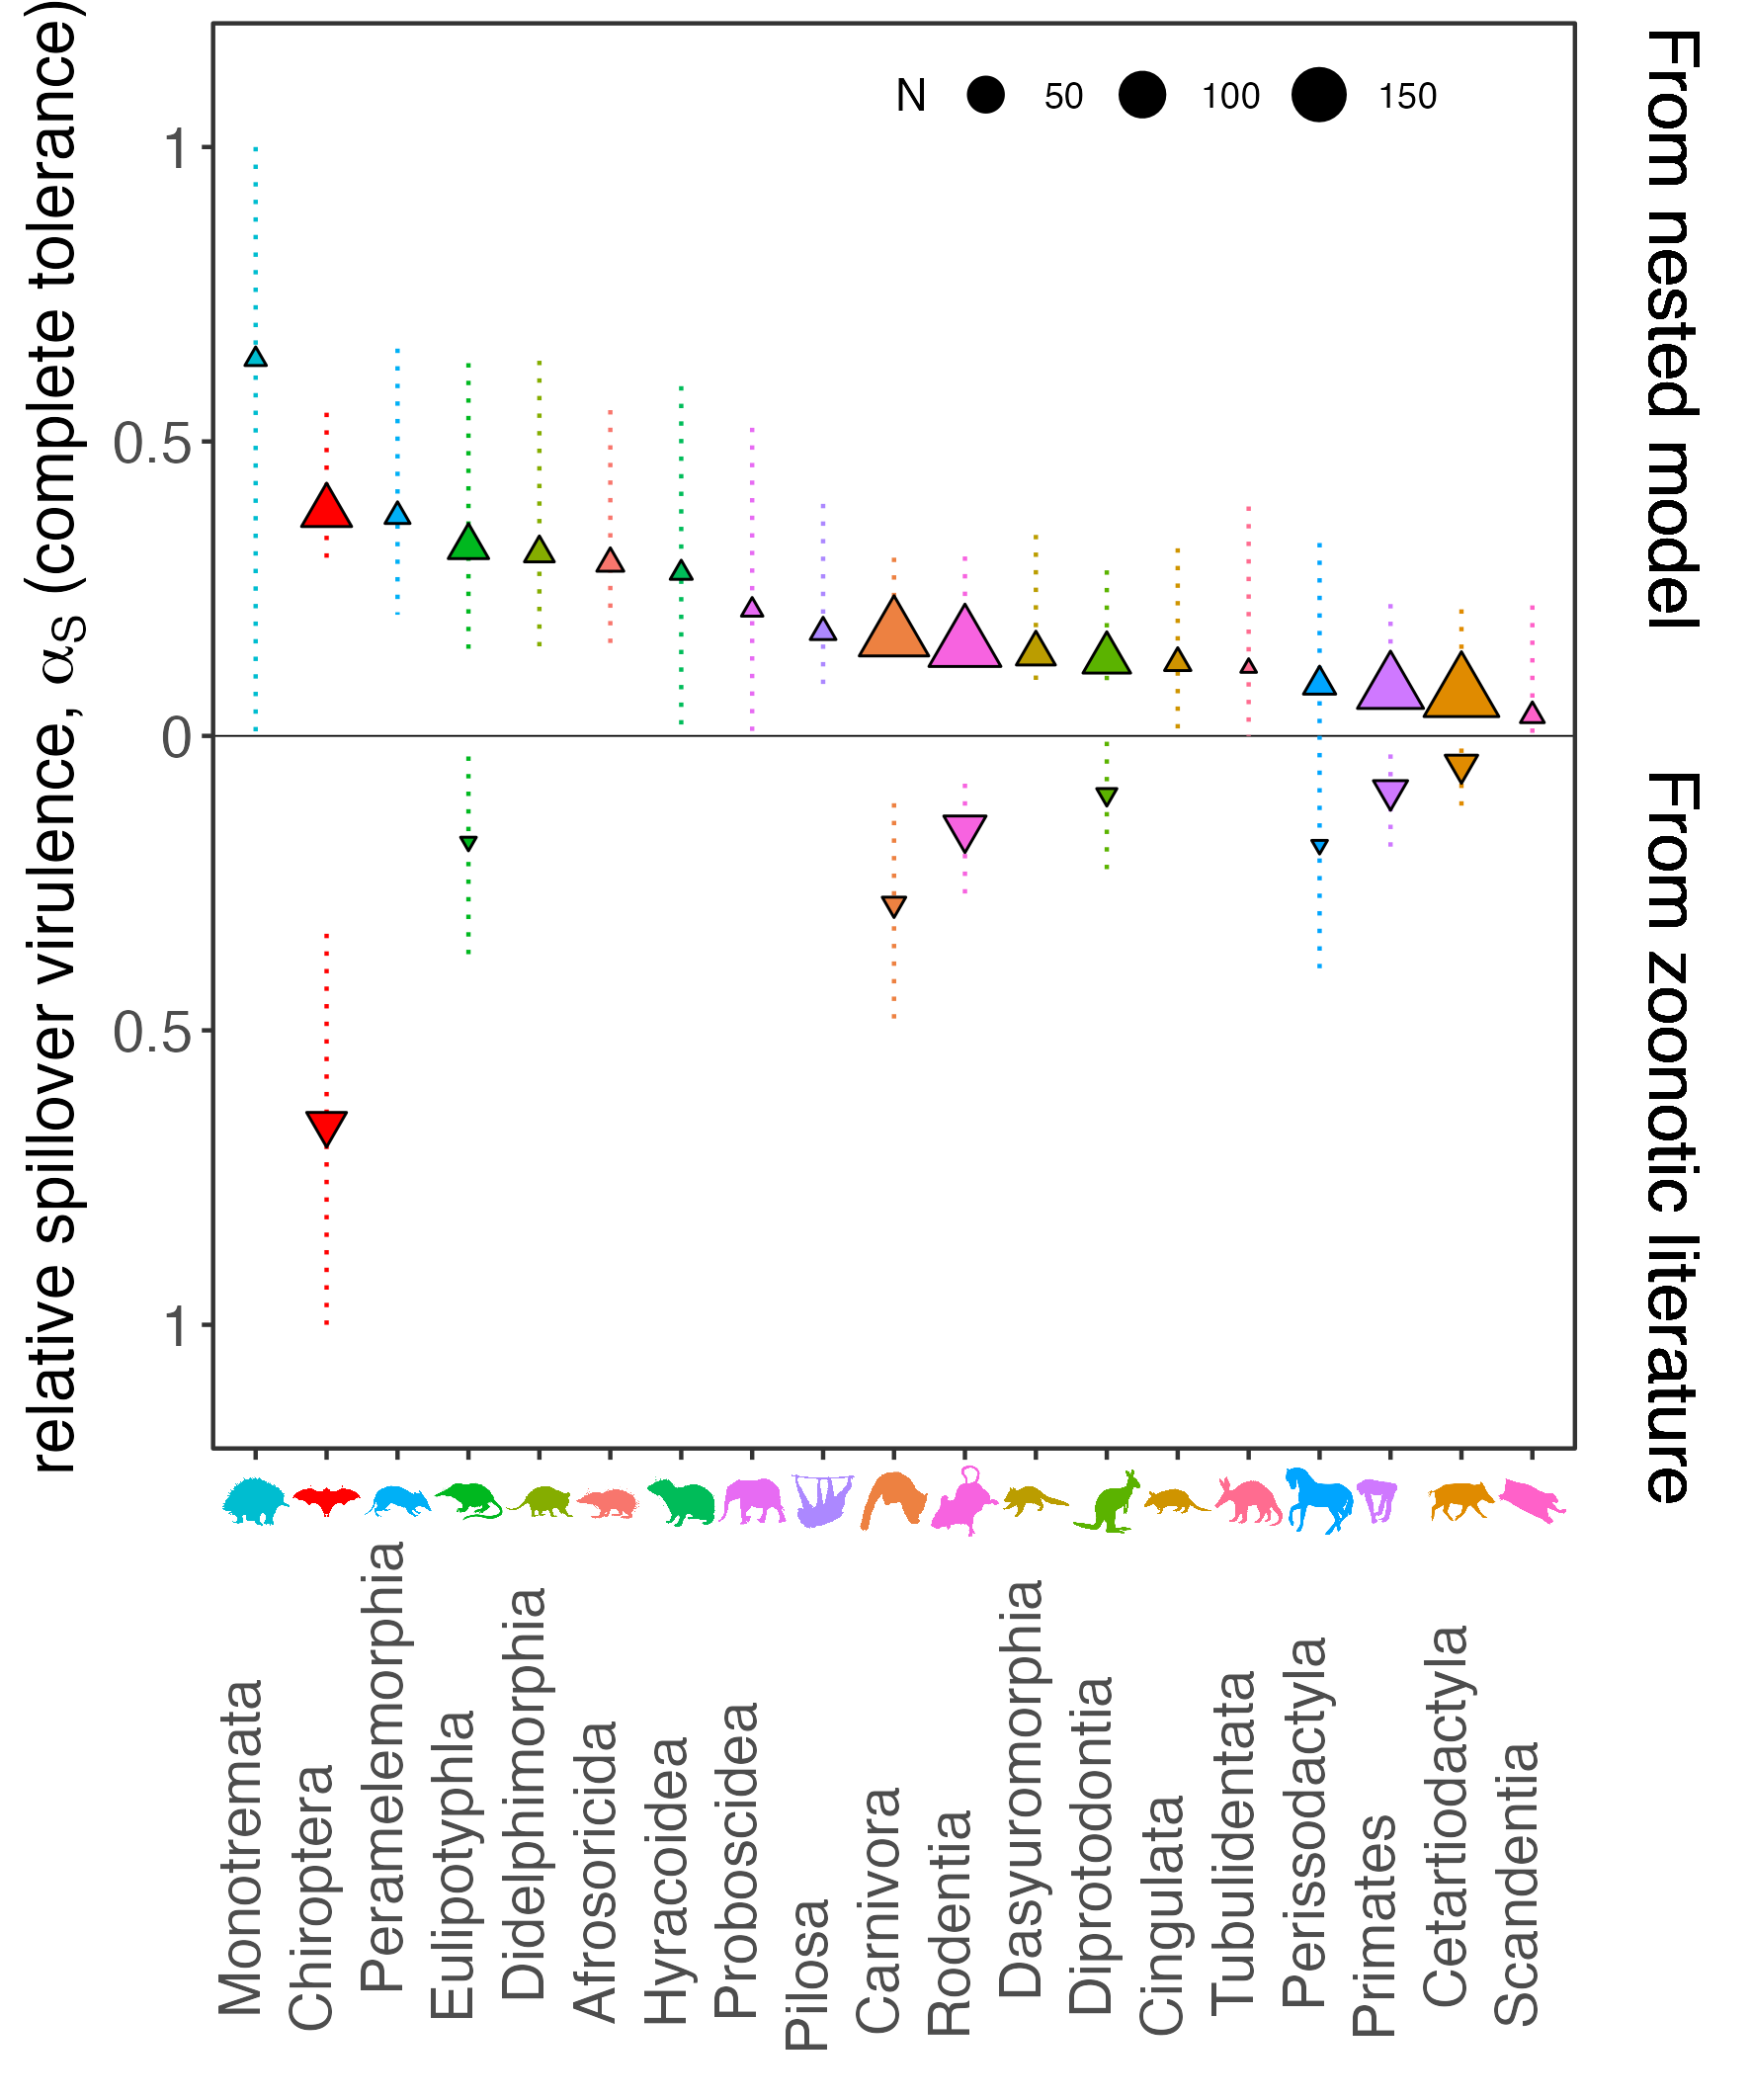 relative spillover virulence, αS (complete tolerance)
N 50 100 150
1
0.5
0
0.5
1
From nested model
From zoonotic literature
Monotremata
Chiroptera
Peramelemorphia
Eulipotyphla
Didelphimorphia
Afrosoricida
Hyracoidea
Proboscidea
Pilosa
Carnivora
Rodentia
Dasyuromorphia
Diprotodontia
Cingulata
Tubulidentata
Perissodactyla
Primates
Cetartiodactyla
Scandentia